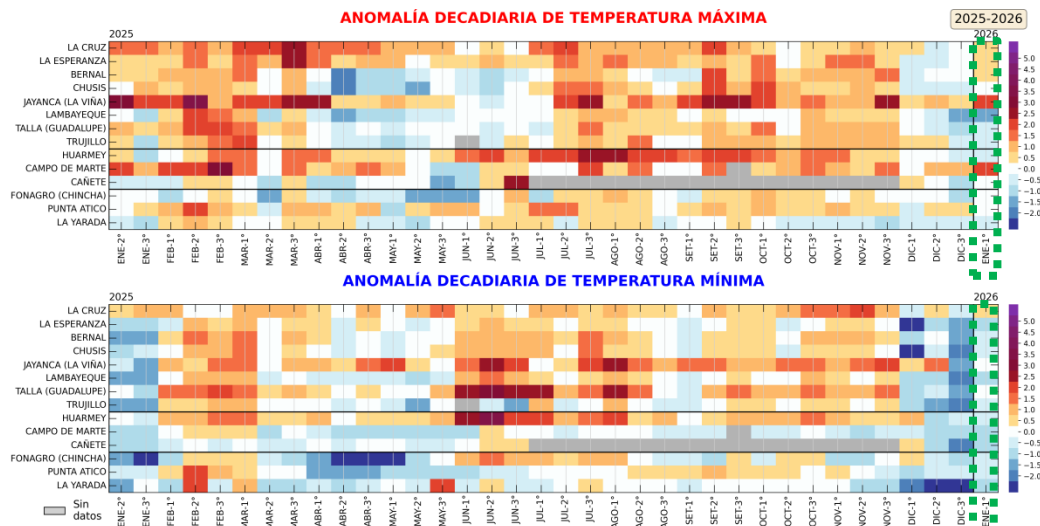 ANOMALÍA DECADIARIA DE TEMPERATURA MÁXIMA
2025-2026
2025
2026
LA CRUZ
LA ESPERANZA
BERNAL
CHUSIS
JAYANCA (LA VIÑA)
LAMBAYEQUE
TALLA (GUADALUPE)
TRUJILLO
HUARMEY
CAMPO DE MARTE
CAÑETE
FONAGRO (CHINCHA)
PUNTA ATICO
LA YARADA
5.0
4.5
4.0
3.5
3.0
2.5
2.0
1.5
1.0
0.5
0.0
−0.5
−1.0
−1.5
−2.0
ENE-2°
ENE-3°
FEB-1°
FEB-2°
FEB-3°
MAR-1°
MAR-2°
MAR-3°
ABR-1°
ABR-2°
ABR-3°
MAY-1°
MAY-2°
MAY-3°
JUN-1°
JUN-2°
JUN-3°
JUL-1°
JUL-2°
JUL-3°
AGO-1°
AGO-2°
AGO-3°
SET-1°
SET-2°
SET-3°
OCT-1°
OCT-2°
OCT-3°
NOV-1°
NOV-2°
NOV-3°
DIC-1°
DIC-2°
DIC-3°
ENE-1°
ANOMALÍA DECADIARIA DE TEMPERATURA MÍNIMA
2025
2026
LA CRUZ
LA ESPERANZA
BERNAL
CHUSIS
JAYANCA (LA VIÑA)
LAMBAYEQUE
TALLA (GUADALUPE)
TRUJILLO
HUARMEY
CAMPO DE MARTE
CAÑETE
FONAGRO (CHINCHA)
PUNTA ATICO
LA YARADA
5.0
4.5
4.0
3.5
3.0
2.5
2.0
1.5
1.0
0.5
0.0
−0.5
−1.0
−1.5
−2.0
Sin
datos
ENE-2°
ENE-3°
FEB-1°
FEB-2°
FEB-3°
MAR-1°
MAR-2°
MAR-3°
ABR-1°
ABR-2°
ABR-3°
MAY-1°
MAY-2°
MAY-3°
JUN-1°
JUN-2°
JUN-3°
JUL-1°
JUL-2°
JUL-3°
AGO-1°
AGO-2°
AGO-3°
SET-1°
SET-2°
SET-3°
OCT-1°
OCT-2°
OCT-3°
NOV-1°
NOV-2°
NOV-3°
DIC-1°
DIC-2°
DIC-3°
ENE-1°